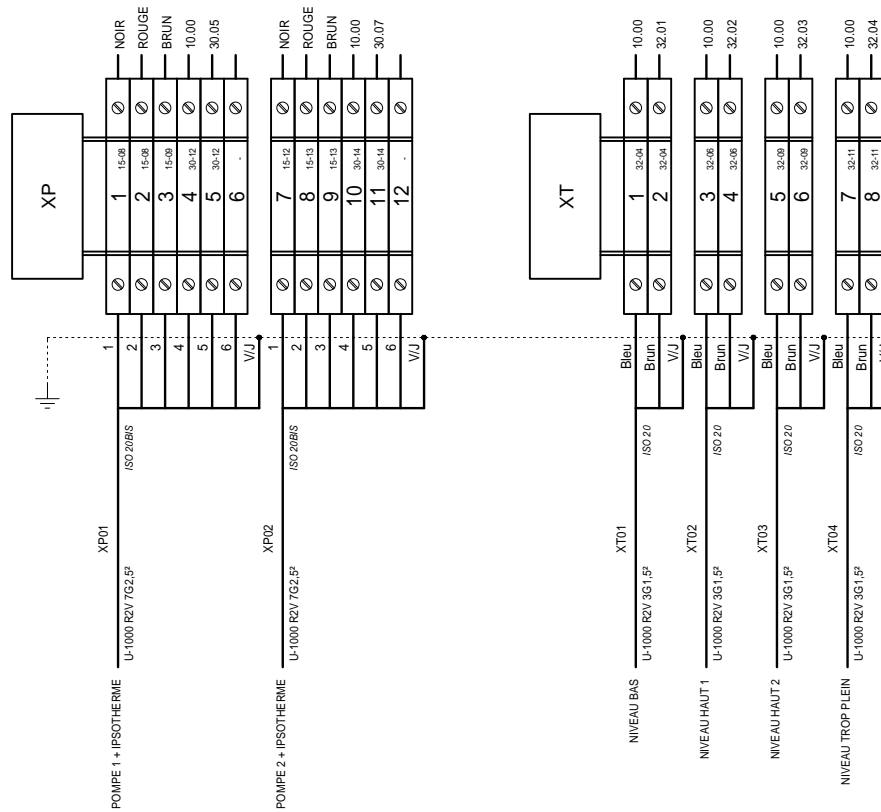 NOIR
ROUGE
BRUN
10.00
30.05
NOIR
ROUGE
BRUN
10.00
30.07
10.00
32.01
10.00
32.02
10.00
32.03
10.00
32.04
XP
1 15-08
2 15-08
3 15-09
4 30-12
5 30-12
6 -
7 15-12
8 15-13
9 15-13
10 30-14
11 30-14
12 -
XT
1 32-04
2 32-04
3 32-06
4 32-06
5 32-09
6 32-09
7 32-11
8 32-11
1
2
3
4
5
6
V/J
1
2
3
4
5
6
V/J
Bleu
Brun
V/J
Bleu
Brun
V/J
Bleu
Brun
V/J
Bleu
Brun
ISO 20BIS
ISO 20BIS
ISO 20
ISO 20
ISO 20
ISO 20
XP01
XP02
XT01
XT02
XT03
XT04
U-1000 R2V 7G2,5²
U-1000 R2V 7G2,5²
U-1000 R2V 3G1,5²
U-1000 R2V 3G1,5²
U-1000 R2V 3G1,5²
U-1000 R2V 3G1,5²
POMPE 1 + IPSOTHERME
POMPE 2 + IPSOTHERME
NIVEAU BAS
NIVEAU HAUT 1
NIVEAU HAUT 2
NIVEAU TROP PLEIN